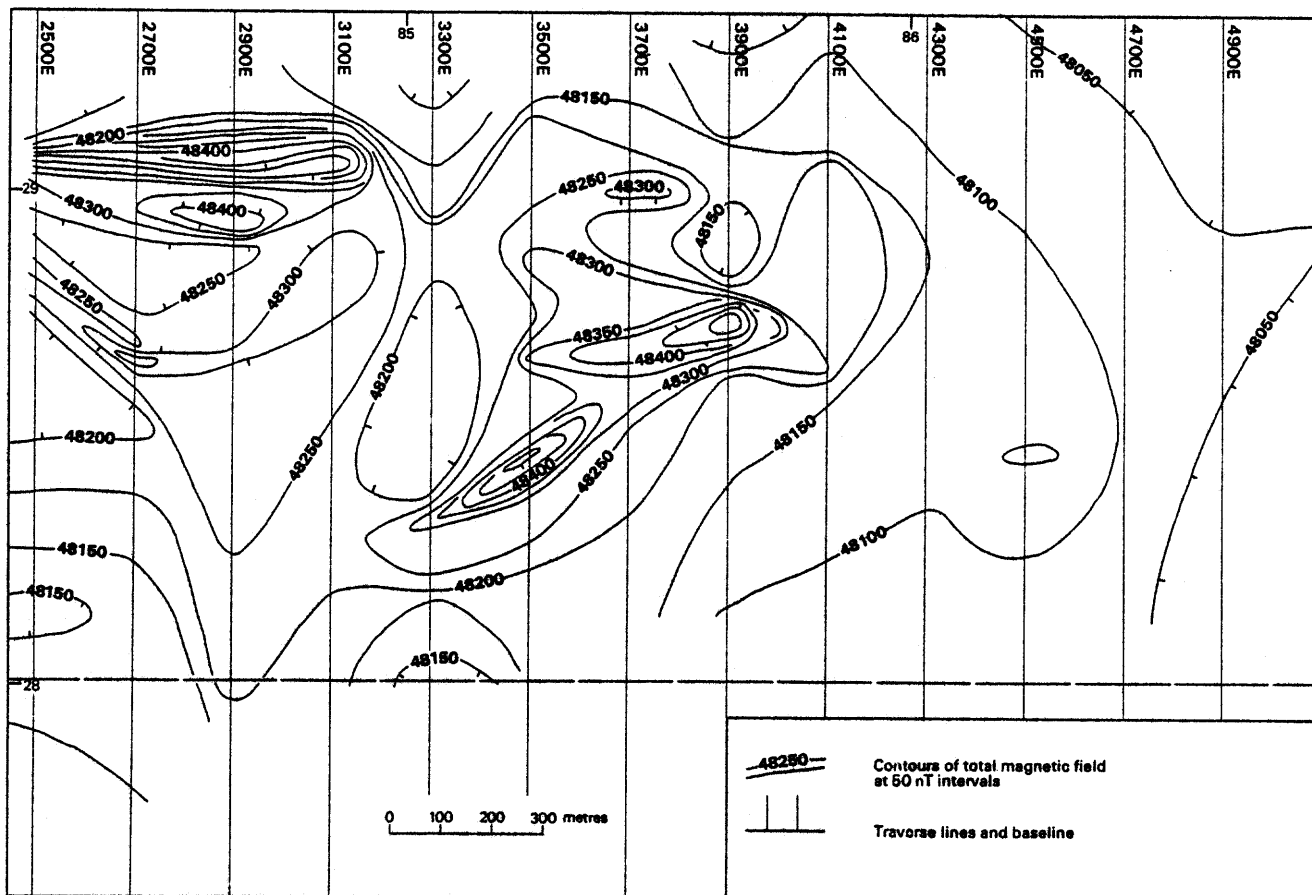 2500E
2700E
2900E
3100E
85
3300E
3500E
3700E
3900E
4100E
86
4300E
4500E
4700E
4900E
48050
48150
48200
48400
48250
48300
29
48300
48400
48150
48100
48250
48300
48300
48250
48050
48350
48400
48200
48300
48200
48150
48250
48400
48250
48150
48100
48200
48150
48150
28
0 100 200 300 metres
48250
Contours of total magnetic field
at 50 nT intervals
Traverse lines and baseline